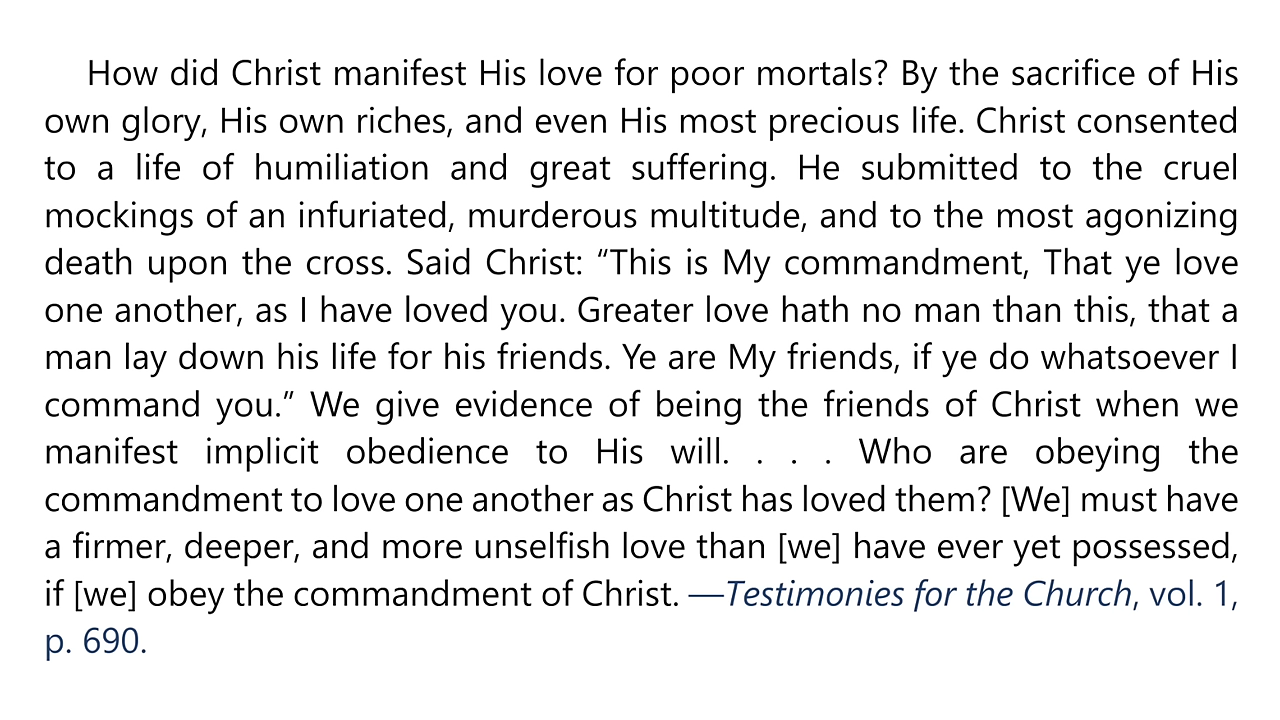 How did Christ manifest His love for poor mortals? By the sacrifice of His
own glory, His own riches, and even His most precious life. Christ consented
to a life of humiliation and great suffering. He submitted to the cruel
mockings of an infuriated, murderous multitude, and to the most agonizing
death upon the cross. Said Christ: “This is My commandment, That ye love
one another, as I have loved you. Greater love hath no man than this, that a
man lay down his life for his friends. Ye are My friends, if ye do whatsoever I
command you.” We give evidence of being the friends of Christ when we
manifest implicit obedience to His will. . . . Who are obeying the
commandment to love one another as Christ has loved them? [We] must have
a firmer, deeper, and more unselfish love than [we] have ever yet possessed,
if [we] obey the commandment of Christ. —Testimonies for the Church, vol. 1,
p. 690.